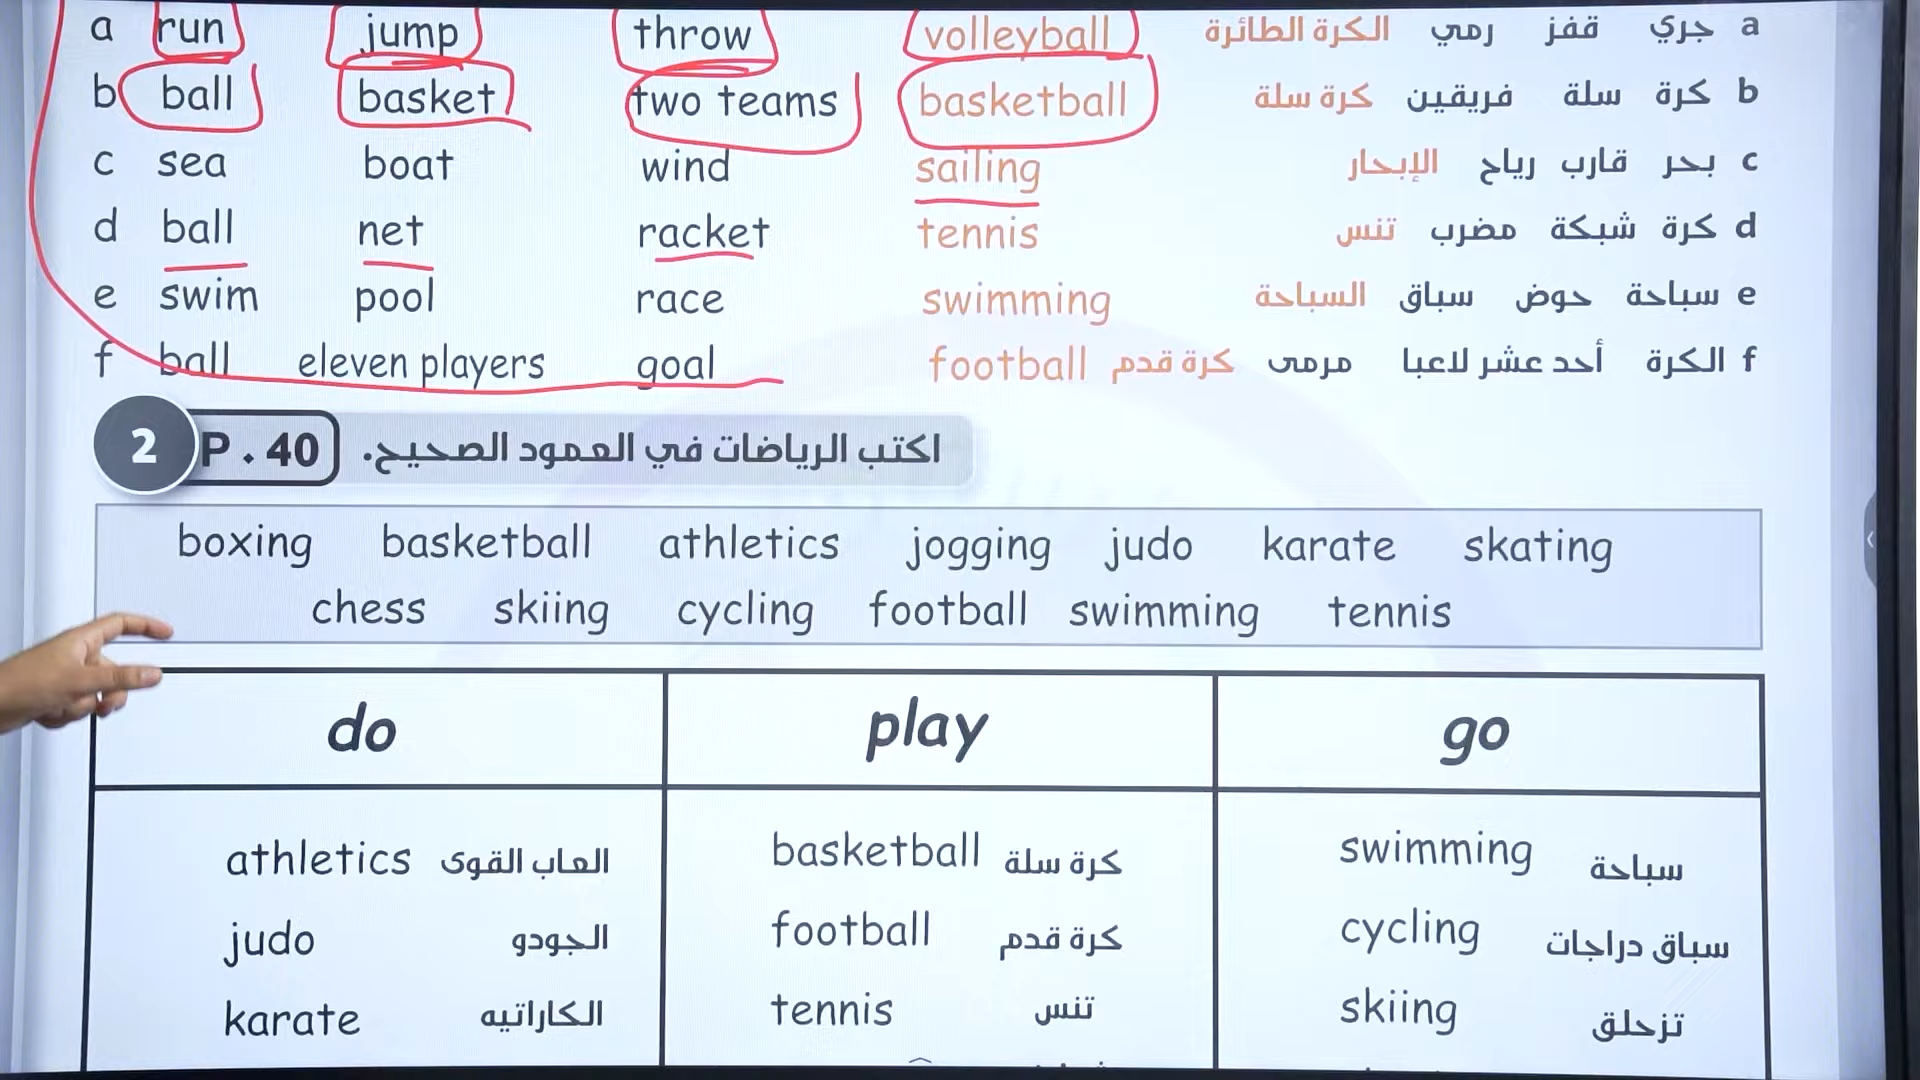 a run jump throw volleyball الكرة الطائرة رمي قفز جري a
b ball basket two teams basketball كرة سلة فريقين سلة كرة b
c sea boat wind sailing الإبحار رياح قارب بحر c
d ball net racket tennis تنس مضرب شبكة كرة d
e swim pool race swimming السباحة سباق حوض سباحة e
f ball eleven players goal football كرة قدم مرمى أحد عشر لاعبا الكرة f
2 P . 40 اكتب الرياضات في العمود الصحيح.
boxing basketball athletics jogging judo karate skating
chess skiing cycling football swimming tennis
do play go
athletics العاب القوى basketball كرة سلة swimming سباحة
judo الجودو football كرة قدم cycling سباق دراجات
karate الكاراتيه tennis تنس skiing تزحلق